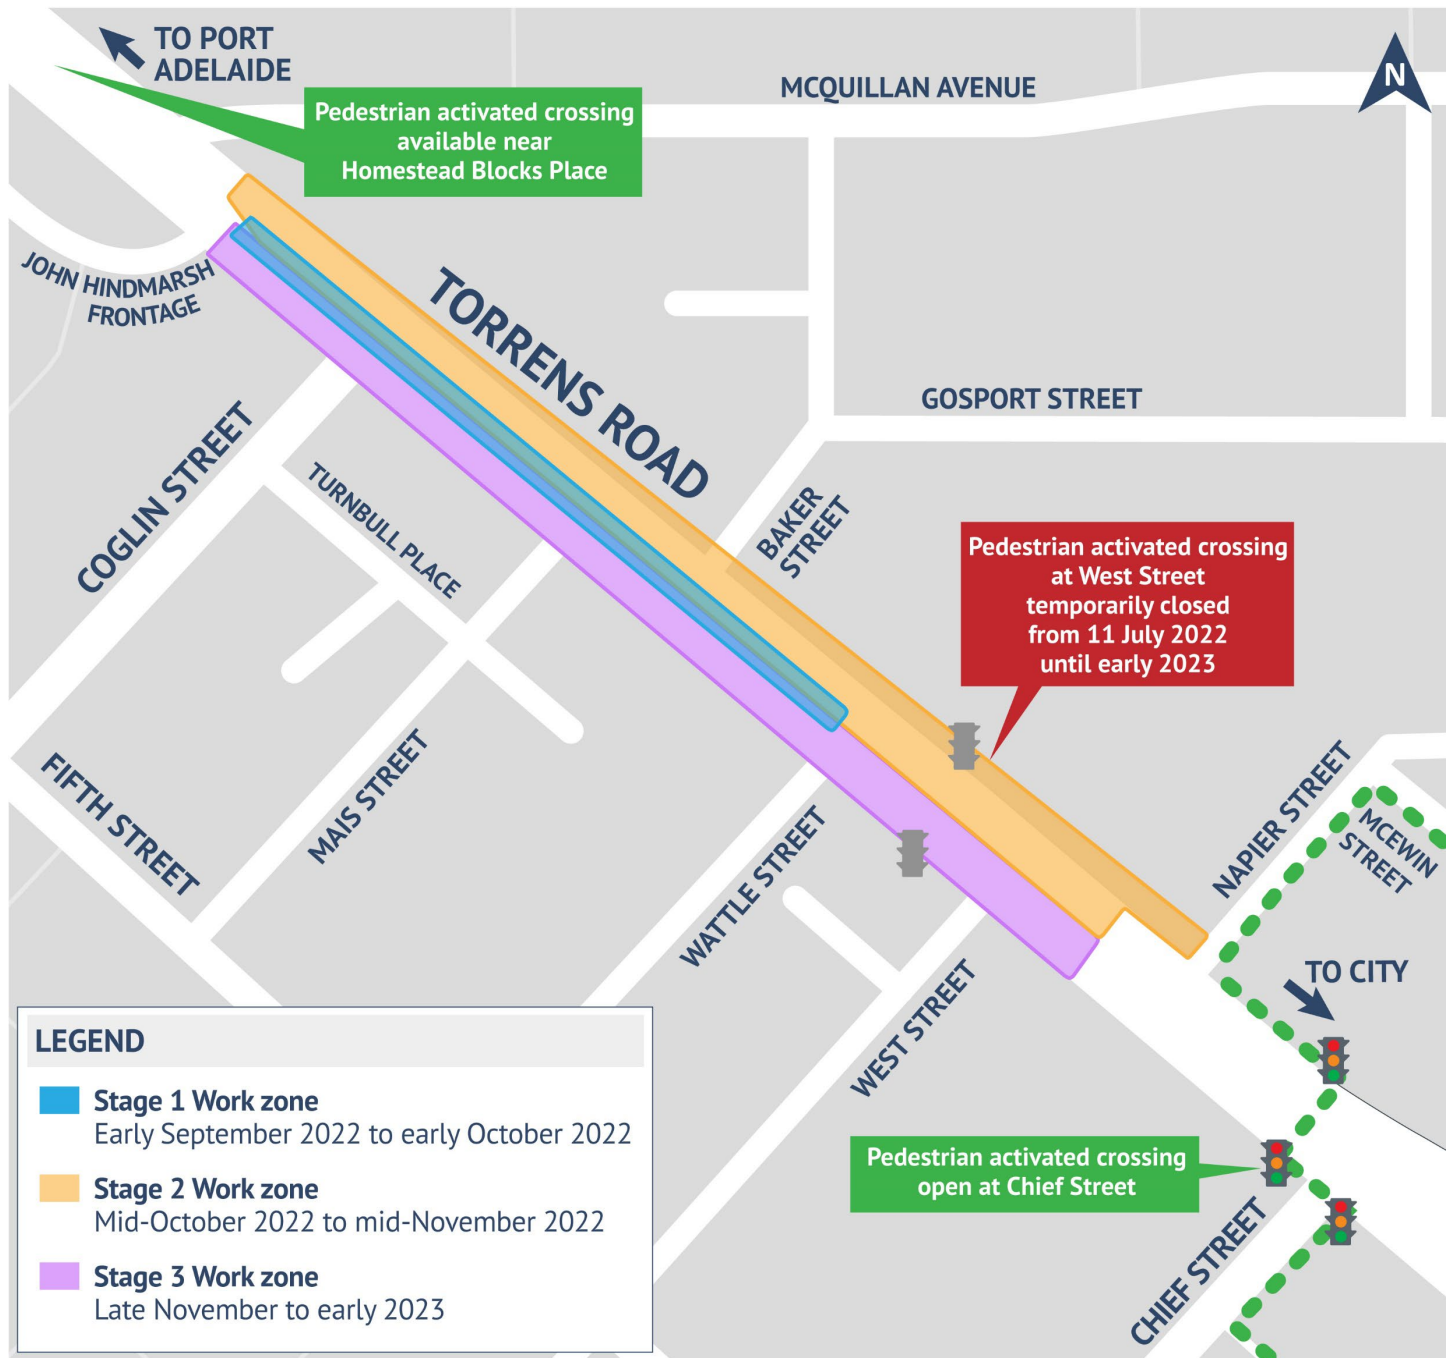 TO PORT
ADELAIDE
MCQUILLAN AVENUE
N
Pedestrian activated crossing
available near
Homestead Blocks Place
JOHN HINDMARSH
FRONTAGE
TORRENS ROAD
GOSPORT STREET
COGLIN STREET
TURNBULL PLACE
BAKER
STREET
Pedestrian activated crossing
at West Street
temporarily closed
from 11 July 2022
until early 2023
FIFTH STREET
MAIS STREET
WATTLE STREET
NAPIER STREET
MCEWIN
STREET
WEST STREET
TO CITY
Pedestrian activated crossing
open at Chief Street
CHIEF STREET
LEGEND
Stage 1 Work zone
Early September 2022 to early October 2022
Stage 2 Work zone
Mid-October 2022 to mid-November 2022
Stage 3 Work zone
Late November to early 2023